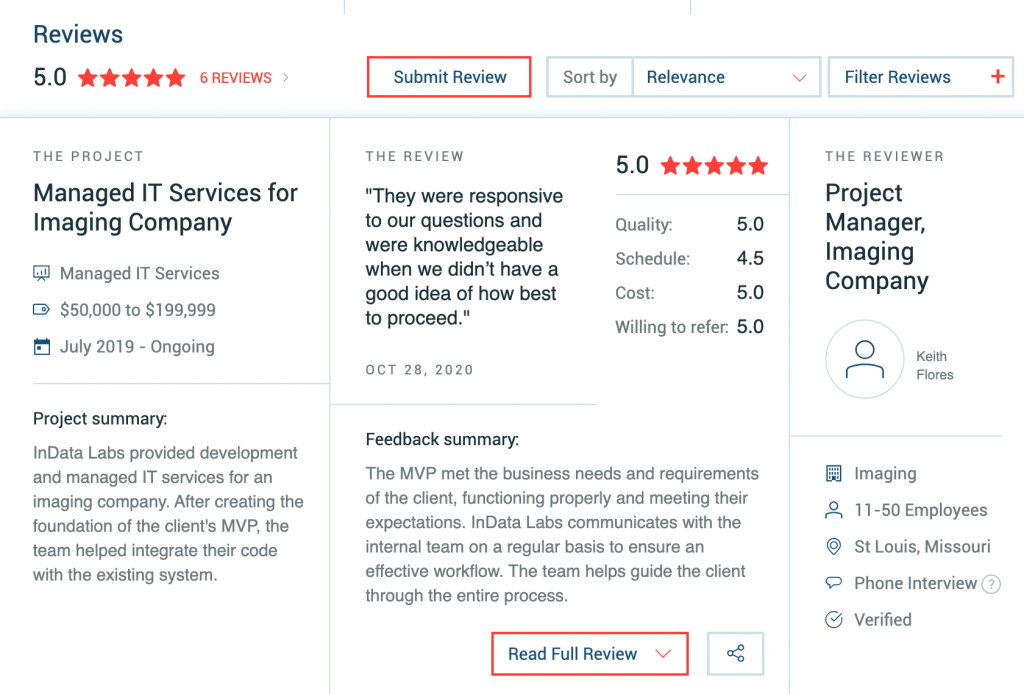 Reviews
5.0 6 REVIEWS
Submit Review
Sort by Relevance
Filter Reviews +
THE PROJECT
Managed IT Services for
Imaging Company
Managed IT Services
$50,000 to $199,999
July 2019 - Ongoing
Project summary:
InData Labs provided development
and managed IT services for an
imaging company. After creating the
foundation of the client's MVP, the
team helped integrate their code
with the existing system.
THE REVIEW
"They were responsive
to our questions and
were knowledgeable
when we didn’t have a
good idea of how best
to proceed."
OCT 28, 2020
5.0
Quality: 5.0
Schedule: 4.5
Cost: 5.0
Willing to refer: 5.0
Feedback summary:
The MVP met the business needs and requirements
of the client, functioning properly and meeting their
expectations. InData Labs communicates with the
internal team on a regular basis to ensure an
effective workflow. The team helps guide the client
through the entire process.
Read Full Review
THE REVIEWER
Project
Manager,
Imaging
Company
Keith
Flores
Imaging
11-50 Employees
St Louis, Missouri
Phone Interview ?
Verified